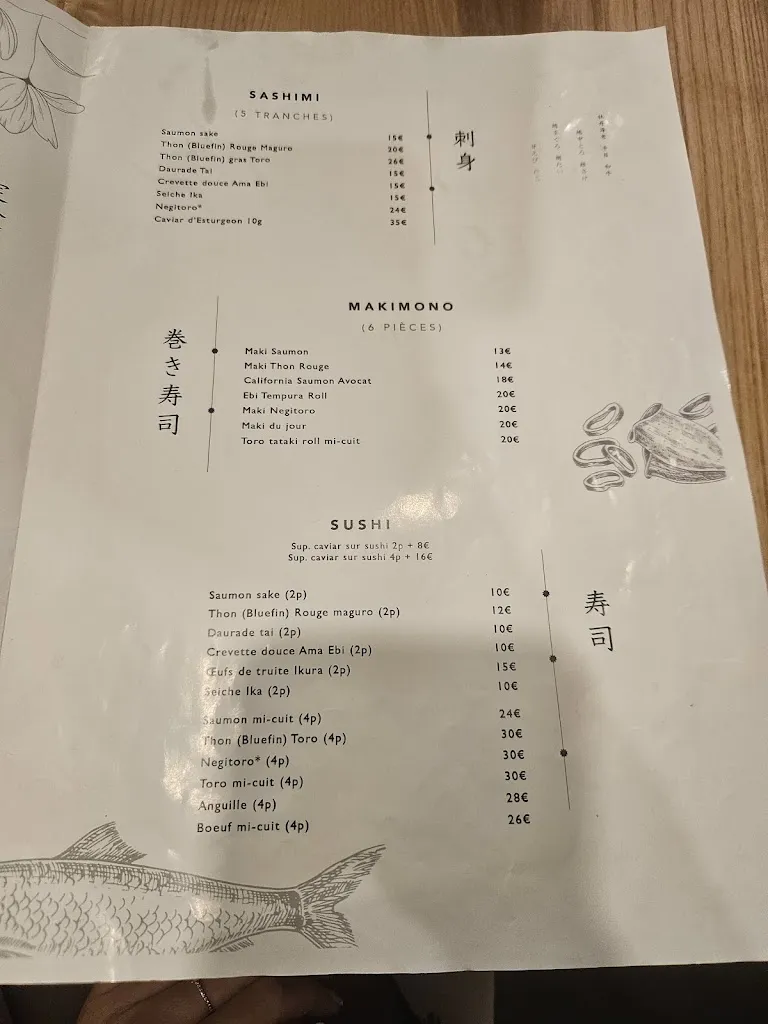 SASHIMI
(5 TRANCHES)
Saumon sake 15€
Thon (Bluefin) Rouge Maguro 20€
Thon (Bluefin) gras Toro 26€
Daurade Tai 15€
Crevette douce Ama Ebi 15€
Seiche Ika 15€
Negitoro* 24€
Caviar d'Esturgeon 10g 35€
刺身
MAKIMONO
(6 PIÈCES)
巻き寿司
Maki Saumon 13€
Maki Thon Rouge 14€
California Saumon Avocat 18€
Ebi Tempura Roll 20€
Maki Negitoro 20€
Maki du jour 20€
Toro tataki roll mi-cuit 20€
SUSHI
Sup. caviar sur sushi 2p + 8€
Sup. caviar sur sushi 4p + 16€
Saumon sake (2p) 10€
Thon (Bluefin) Rouge maguro (2p) 12€
Daurade tai (2p) 10€
Crevette douce Ama Ebi (2p) 10€
Œufs de truite Ikura (2p) 15€
Seiche Ika (2p) 10€
Saumon mi-cuit (4p) 24€
Thon (Bluefin) Toro (4p) 30€
Negitoro* (4p) 30€
Toro mi-cuit (4p) 30€
Anguille (4p) 28€
Boeuf mi-cuit (4p) 26€
寿司